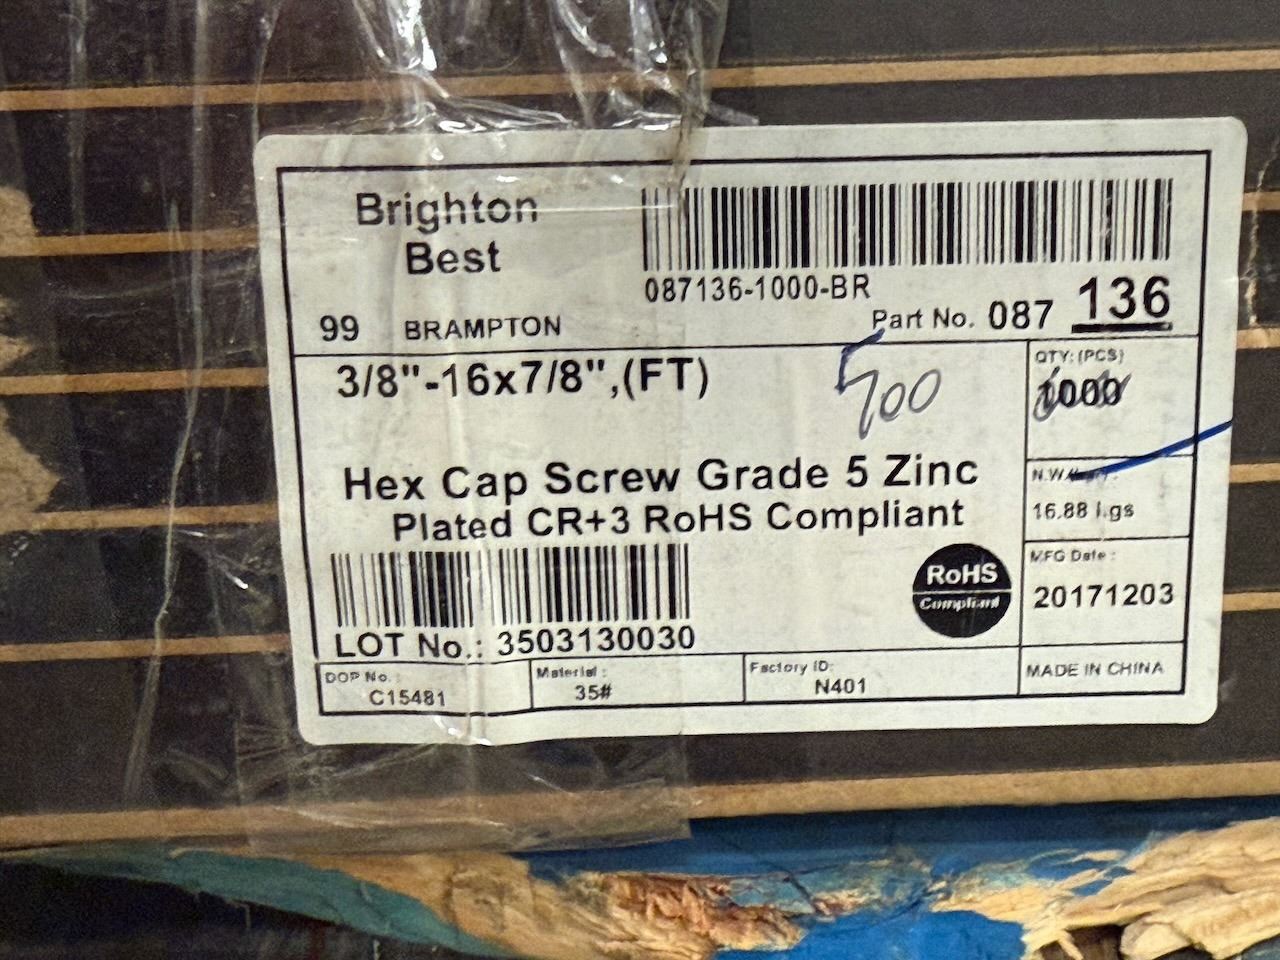 Brighton
Best
087136-1000-BR
99 BRAMPTON
Part No. 087 136
3/8"-16x7/8",(FT)
500
QTY: (PCS)
1000
Hex Cap Screw Grade 5 Zinc
Plated CR+3 RoHS Compliant
16.88
MFG Date :
20171203
RoHS
Compliant
LOT No.: 3503130030
DOP No. :
C15481
Material :
35#
Factory ID:
N401
MADE IN CHINA